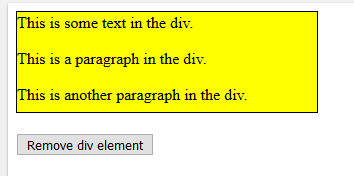 This is some text in the div.
This is a paragraph in the div.
This is another paragraph in the div.
Remove div element